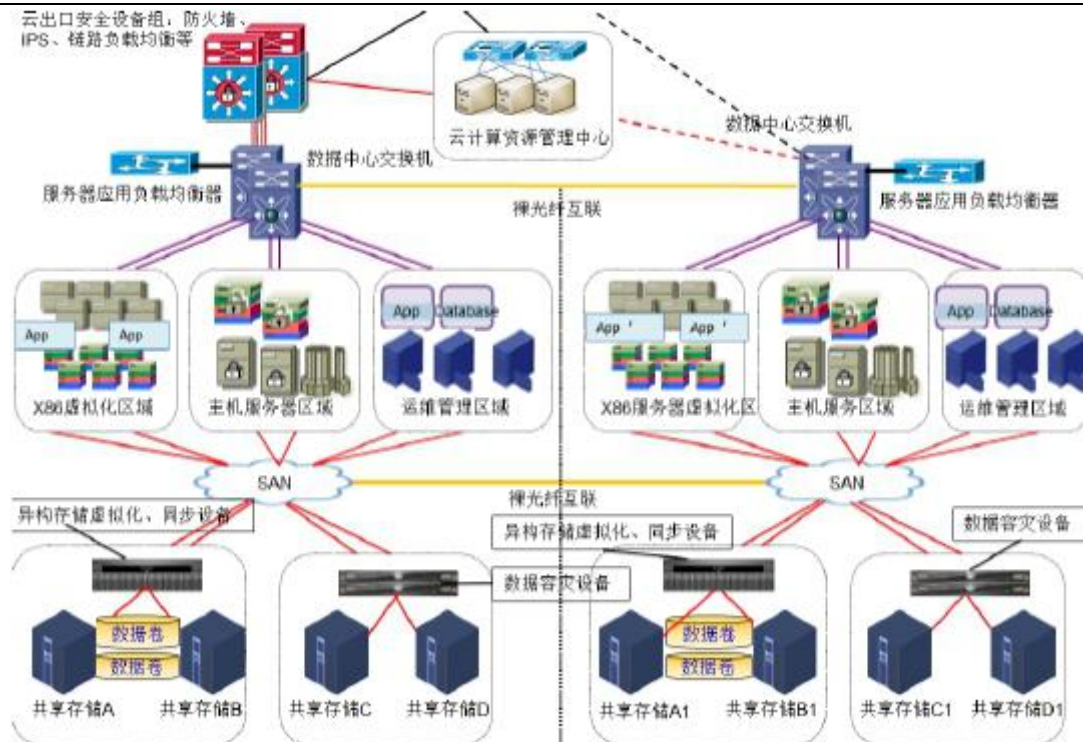 云出口安全设备组，防火墙、
IPS、链路负载均衡等
云计算资源管理中心
数据中心交换机
数据中心交换机
服务器应用负载均衡器
服务器应用负载均衡器
裸光纤互联
App
App
X86虚拟化区域
主机服务器区域
App
Database
运维管理区域
App
App
X86服务器虚拟化区
主机服务区域
App
Database
运维管理区域
SAN
SAN
裸光纤互联
异构存储虚拟化、同步设备
数据容灾设备
异构存储虚拟化、同步设备
数据容灾设备
数据卷
数据卷
共享存储A
共享存储B
共享存储C
共享存储D
数据卷
数据卷
共享存储A1
共享存储B1
共享存储C1
共享存储D1